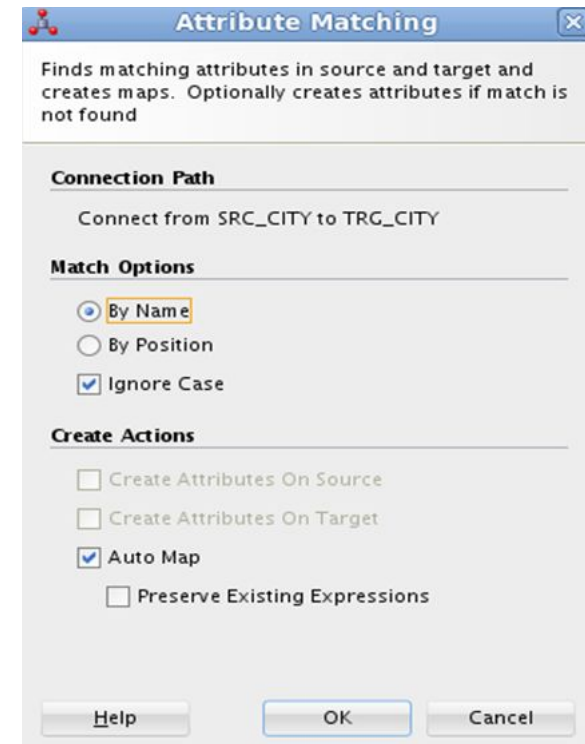 Attribute Matching
Finds matching attributes in source and target and
creates maps. Optionally creates attributes if match is
not found
Connection Path
Connect from SRC_CITY to TRG_CITY
Match Options
By Name
By Position
Ignore Case
Create Actions
Create Attributes On Source
Create Attributes On Target
Auto Map
Preserve Existing Expressions
Help OK Cancel